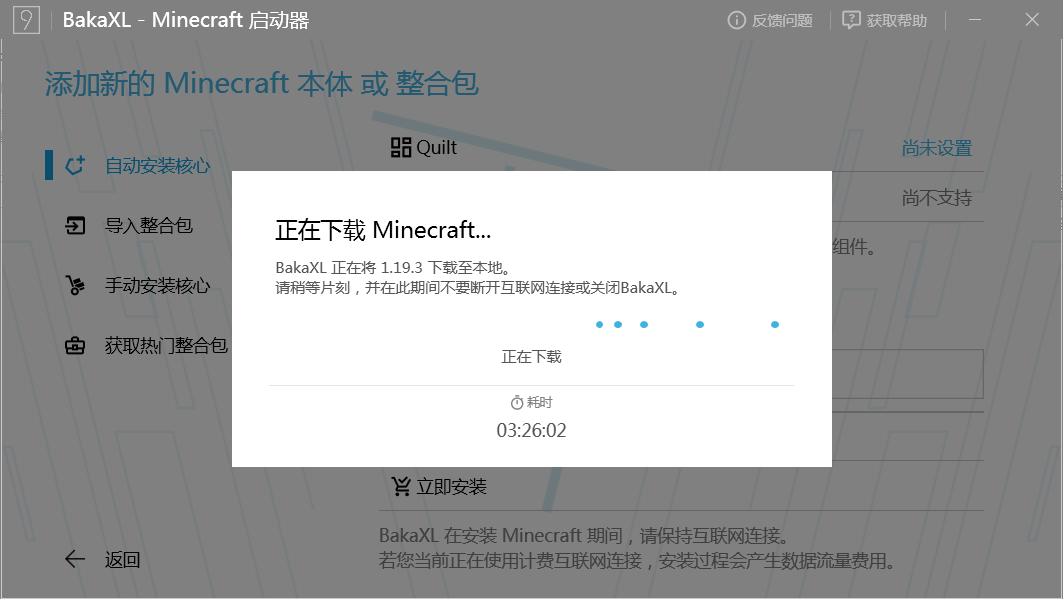 BakaXL - Minecraft 启动器
反馈问题
获取帮助
添加新的 Minecraft 本体 或 整合包
自动安装核心
导入整合包
手动安装核心
获取热门整合包
返回
Quilt
尚未设置
尚不支持
组件。
正在下载 Minecraft...
BakaXL 正在将 1.19.3 下载至本地。
请稍等片刻，并在此期间不要断开互联网连接或关闭BakaXL。
正在下载
耗时
03:26:02
立即安装
BakaXL 在安装 Minecraft 期间，请保持互联网连接。
若您当前正在使用计费互联网连接，安装过程会产生数据流量费用。